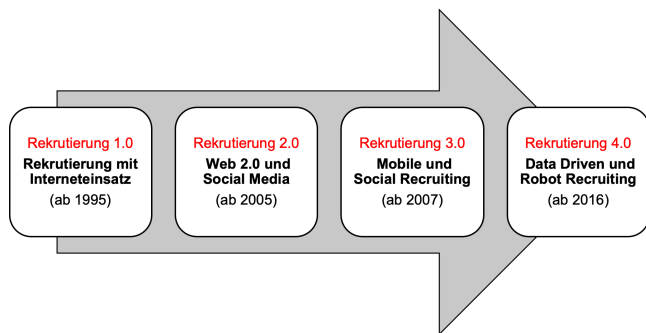 Rekrutierung 1.0
Rekrutierung mit
Interneteinsatz
(ab 1995)
Rekrutierung 2.0
Web 2.0 und
Social Media
(ab 2005)
Rekrutierung 3.0
Mobile und
Social Recruiting
(ab 2007)
Rekrutierung 4.0
Data Driven und
Robot Recruiting
(ab 2016)